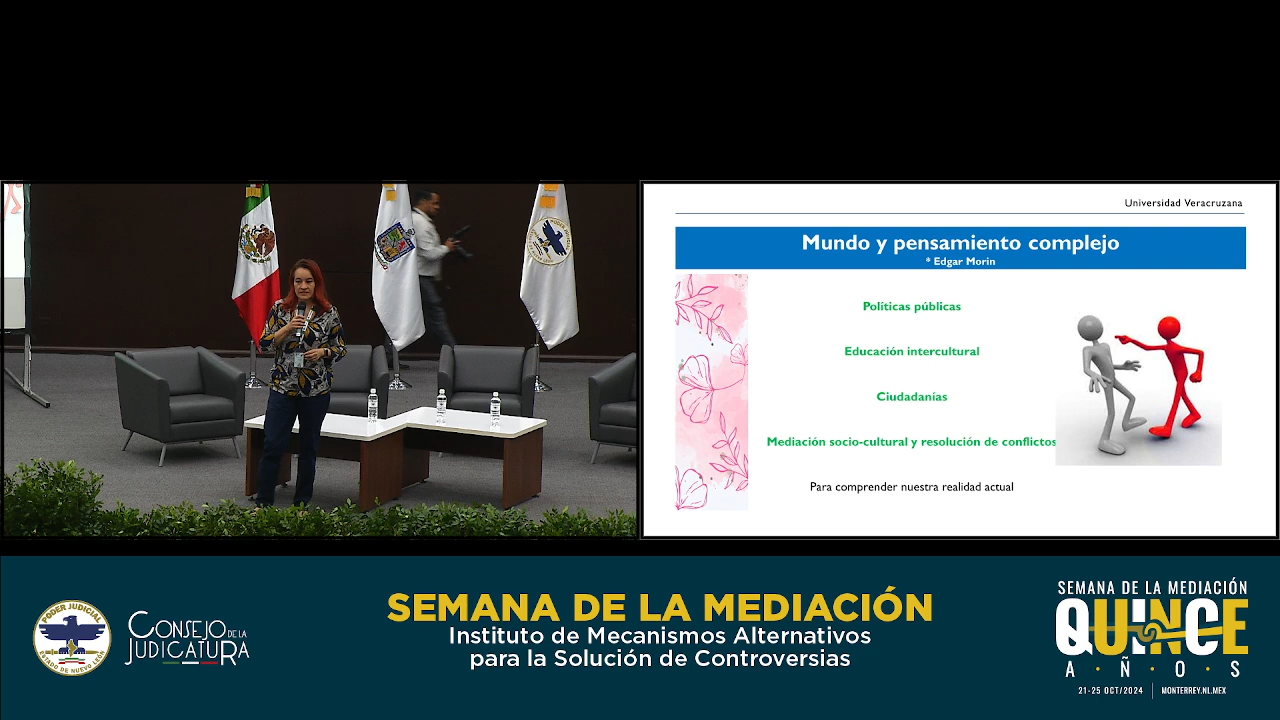 Universidad Veracruzana
Mundo y pensamiento complejo
* Edgar Morin
Políticas públicas
Educación intercultural
Ciudadanías
Mediación socio-cultural y resolución de conflictos
Para comprender nuestra realidad actual
PODER JUDICIAL
ESTADO DE NUEVO LEÓN
CONSEJO DE LA
JUDICATURA
SEMANA DE LA MEDIACIÓN
Instituto de Mecanismos Alternativos
para la Solución de Controversias
SEMANA DE LA MEDIACIÓN
QUINCE
AÑOS
21-25 OCT/2024 MONTERREY.NL.MEX